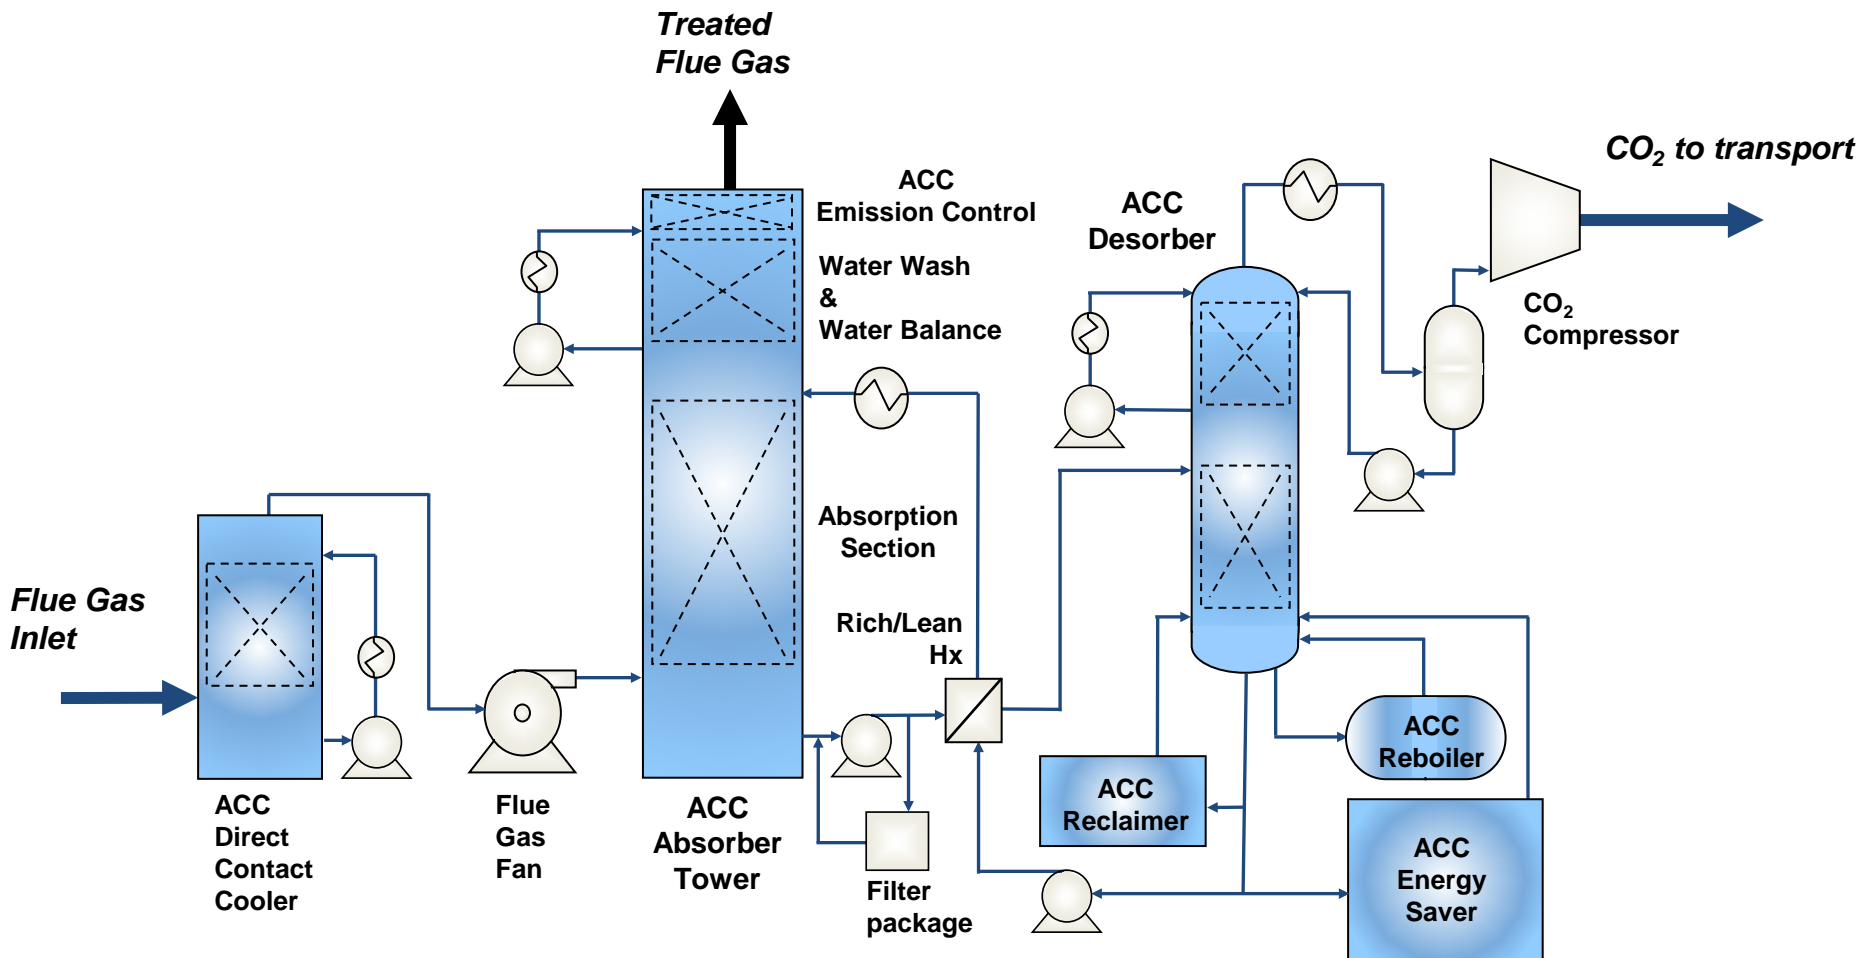 Treated
Flue Gas
CO2 to transport
ACC
Emission Control
ACC
Desorber
Water Wash
&
Water Balance
CO2
Compressor
Absorption
Section
Flue Gas
Inlet
Rich/Lean
Hx
ACC
Reboiler
ACC
Reclaimer
ACC
Direct
Contact
Cooler
Flue
Gas
Fan
ACC
Absorber
Tower
Filter
package
ACC
Energy
Saver